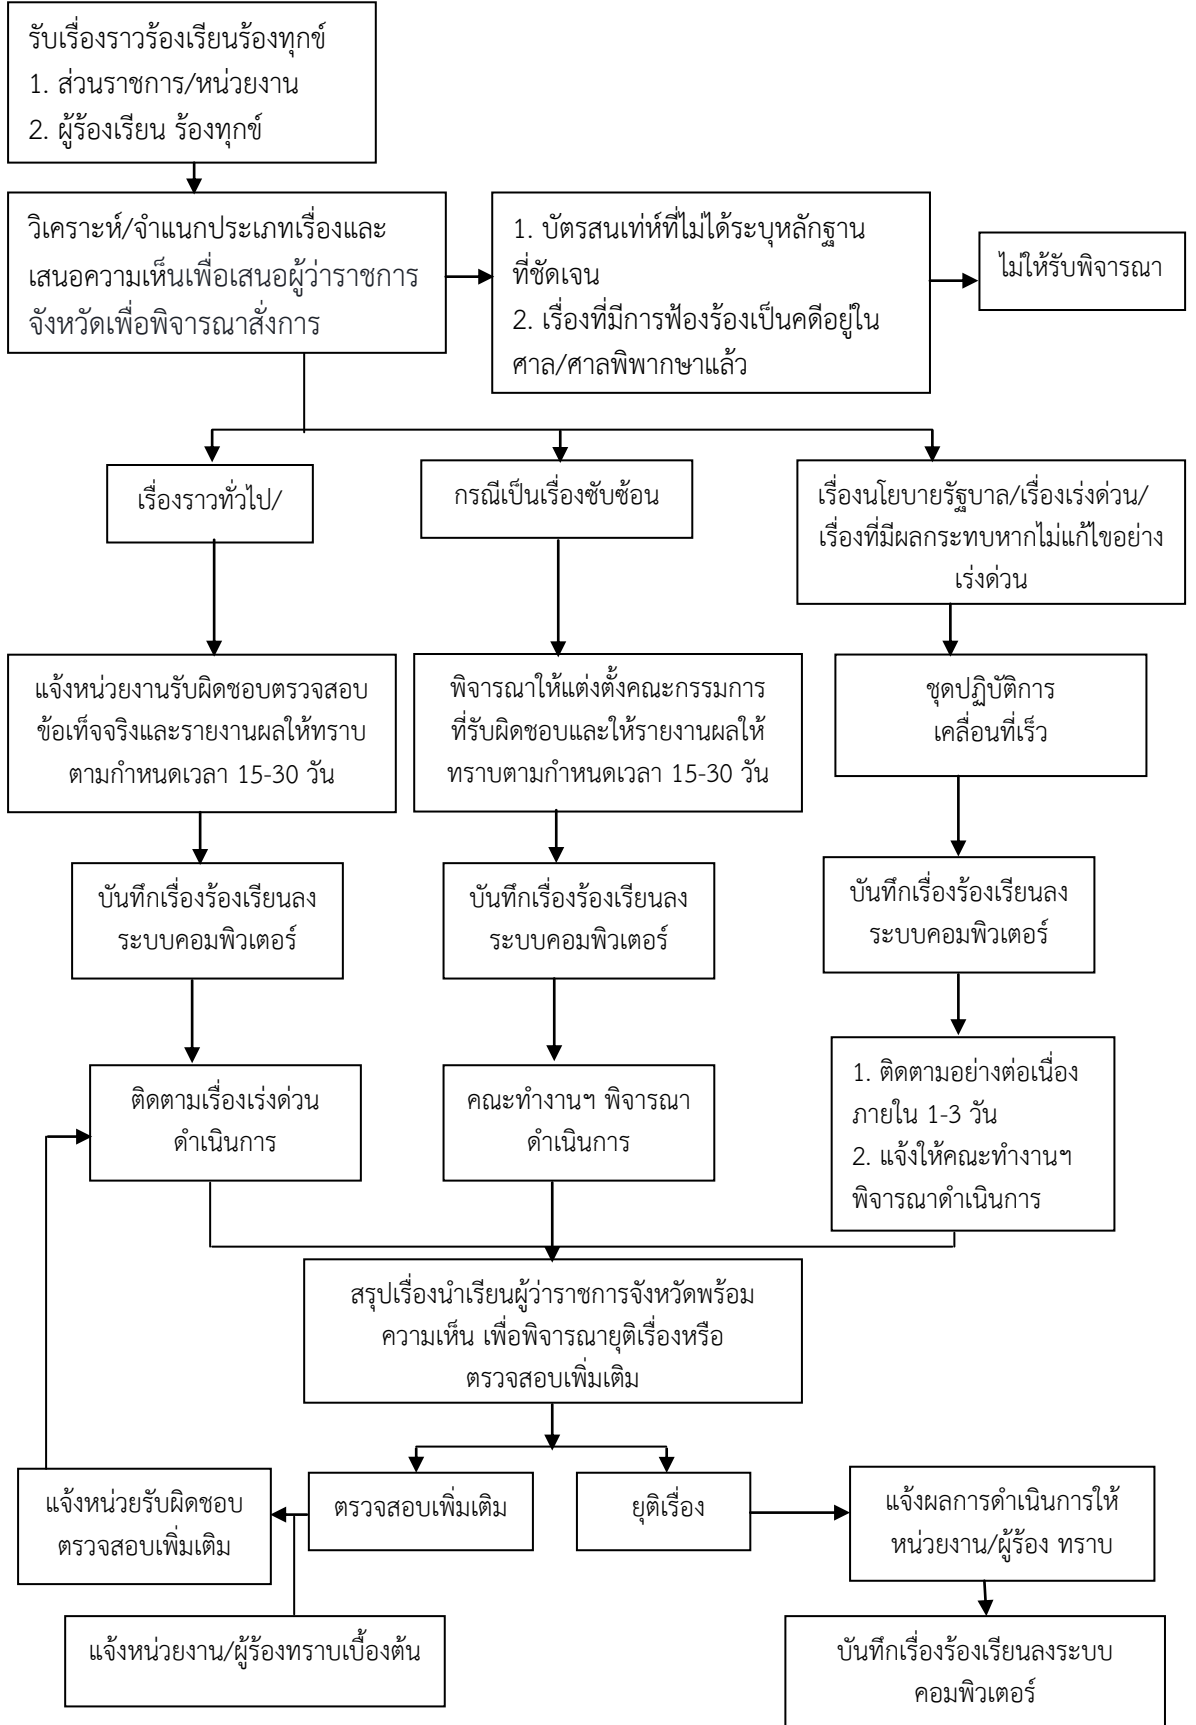 รับเรื่องราวร้องเรียนร้องทุกข์
1. ส่วนราชการ/หน่วยงาน
2. ผู้ร้องเรียน ร้องทุกข์
วิเคราะห์/จำแนกประเภทเรื่องและ
เสนอความเห็นเพื่อเสนอผู้ว่าราชการ
จังหวัดเพื่อพิจารณาสั่งการ
1. บัตรสนเท่ห์ที่ไม่ได้ระบุหลักฐาน
ที่ชัดเจน
2. เรื่องที่มีการฟ้องร้องเป็นคดีอยู่ใน
ศาล/ศาลพิพากษาแล้ว
ไม่ให้รับพิจารณา
เรื่องราวทั่วไป/
กรณีเป็นเรื่องซับซ้อน
เรื่องนโยบายรัฐบาล/เรื่องเร่งด่วน/
เรื่องที่มีผลกระทบหากไม่แก้ไขอย่าง
เร่งด่วน
แจ้งหน่วยงานรับผิดชอบตรวจสอบ
ข้อเท็จจริงและรายงานผลให้ทราบ
ตามกำหนดเวลา 15-30 วัน
พิจารณาให้แต่งตั้งคณะกรรมการ
ที่รับผิดชอบและให้รายงานผลให้
ทราบตามกำหนดเวลา 15-30 วัน
ชุดปฏิบัติการ
เคลื่อนที่เร็ว
บันทึกเรื่องร้องเรียนลง
ระบบคอมพิวเตอร์
บันทึกเรื่องร้องเรียนลง
ระบบคอมพิวเตอร์
บันทึกเรื่องร้องเรียนลง
ระบบคอมพิวเตอร์
ติดตามเรื่องเร่งด่วน
ดำเนินการ
คณะทำงานฯ พิจารณา
ดำเนินการ
1. ติดตามอย่างต่อเนื่อง
ภายใน 1-3 วัน
2. แจ้งให้คณะทำงานฯ
พิจารณาดำเนินการ
สรุปเรื่องนำเรียนผู้ว่าราชการจังหวัดพร้อม
ความเห็น เพื่อพิจารณายุติเรื่องหรือ
ตรวจสอบเพิ่มเติม
แจ้งหน่วยรับผิดชอบ
ตรวจสอบเพิ่มเติม
ตรวจสอบเพิ่มเติม
ยุติเรื่อง
แจ้งผลการดำเนินการให้
หน่วยงาน/ผู้ร้อง ทราบ
แจ้งหน่วยงาน/ผู้ร้องทราบเบื้องต้น
บันทึกเรื่องร้องเรียนลงระบบ
คอมพิวเตอร์